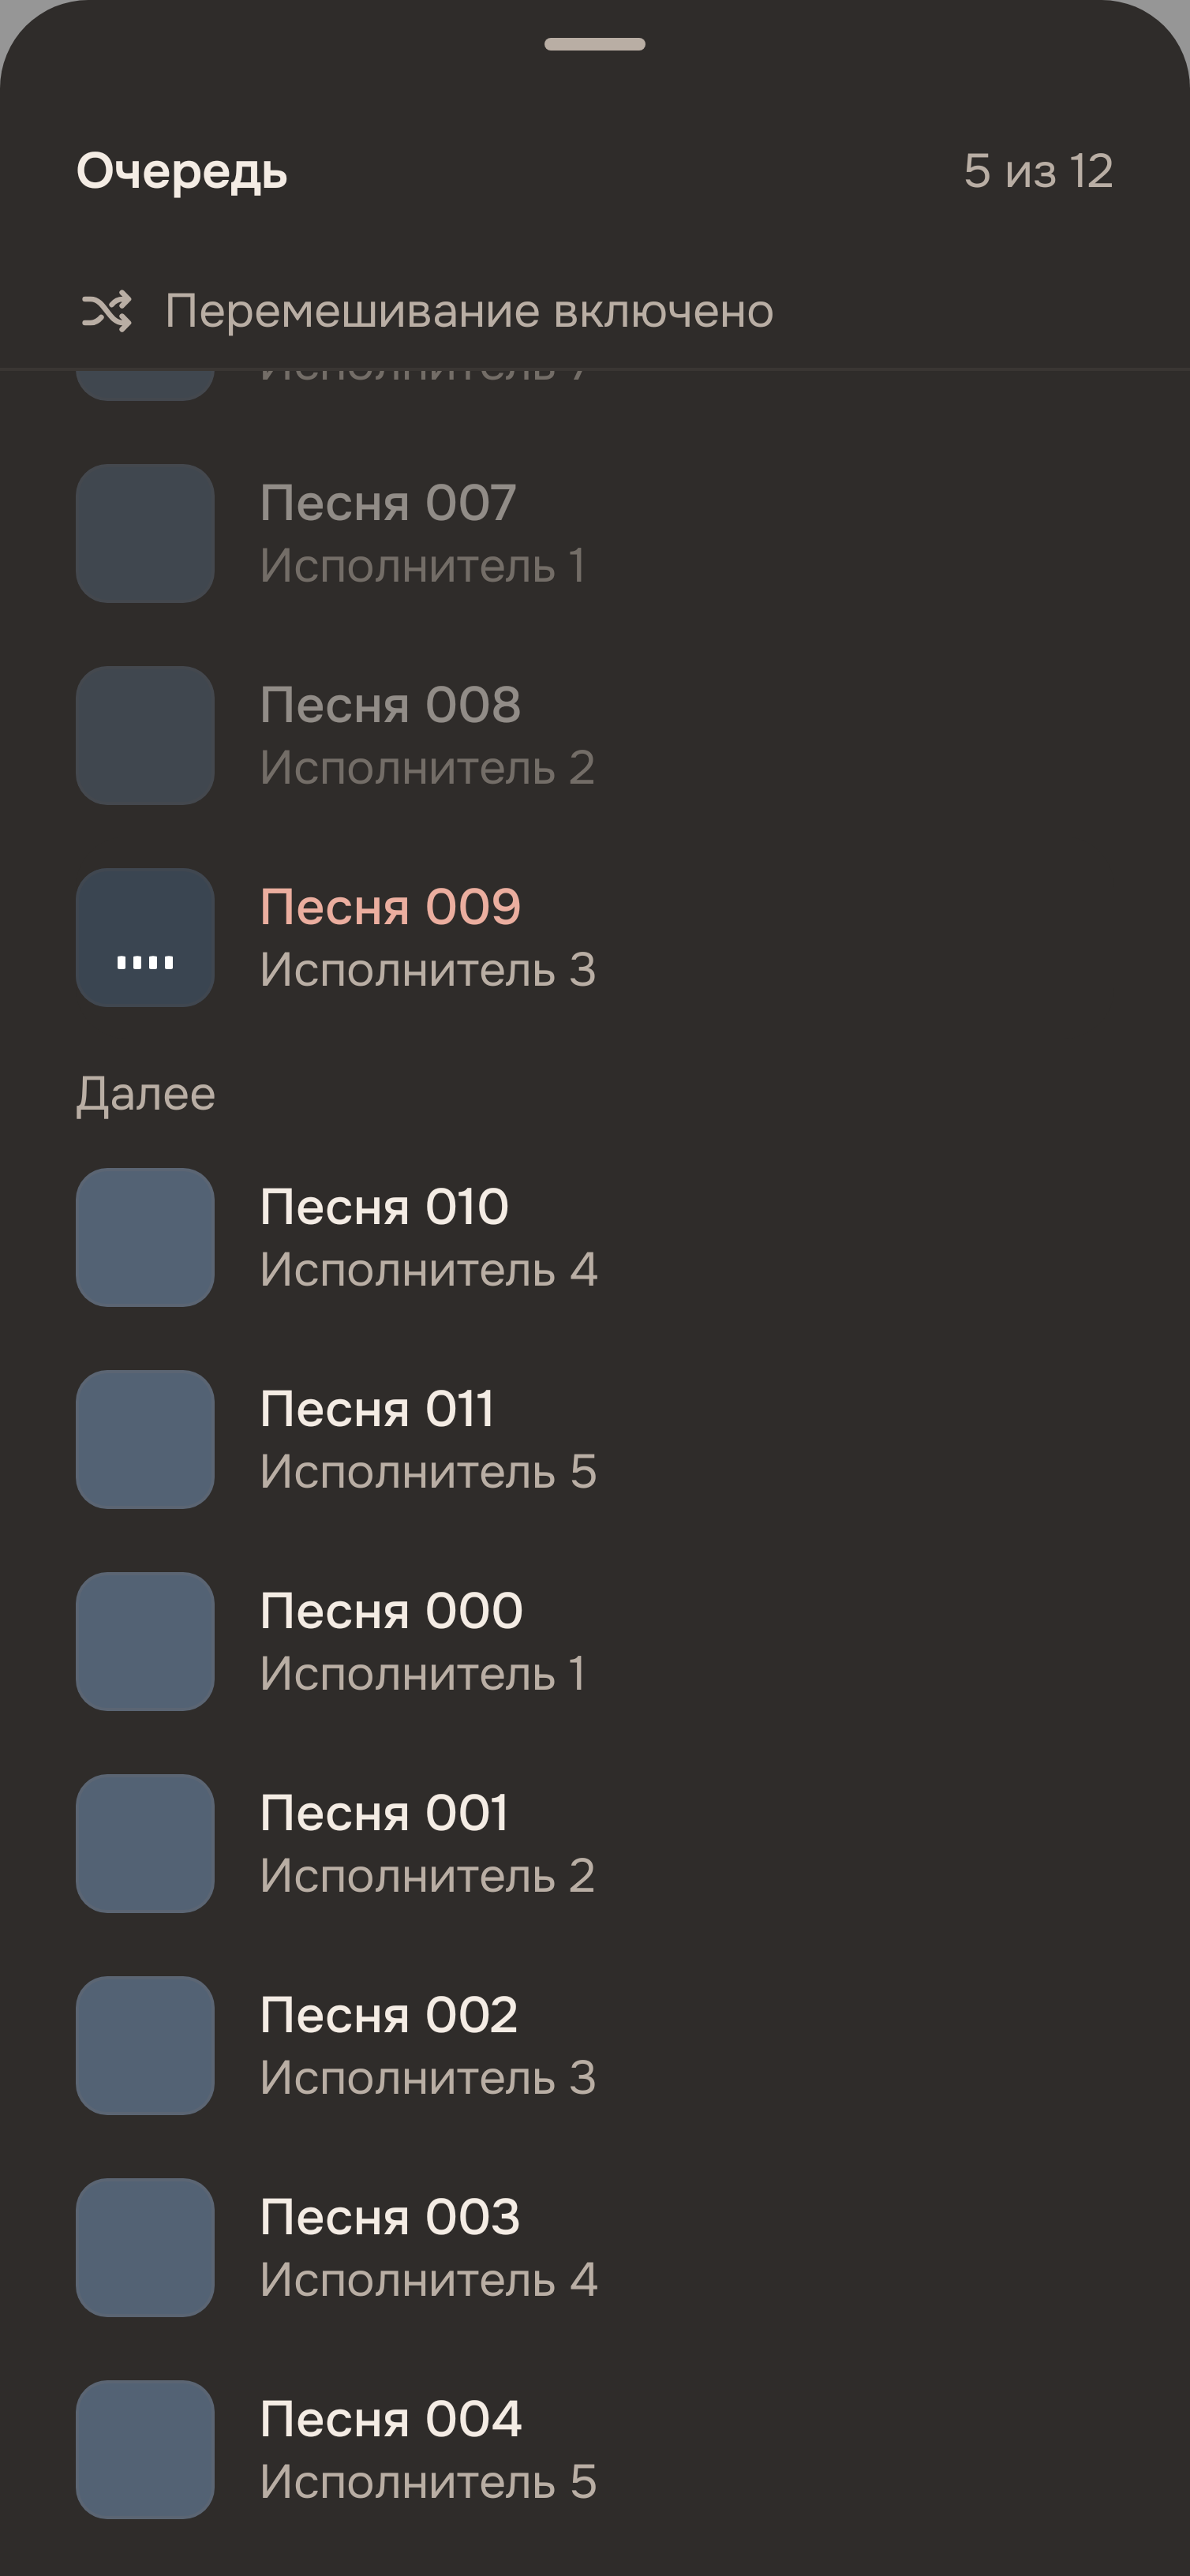 Очередь
5 из 12
Перемешивание включено
Исполнитель 7
Песня 007
Исполнитель 1
Песня 008
Исполнитель 2
Песня 009
Исполнитель 3
Далее
Песня 010
Исполнитель 4
Песня 011
Исполнитель 5
Песня 000
Исполнитель 1
Песня 001
Исполнитель 2
Песня 002
Исполнитель 3
Песня 003
Исполнитель 4
Песня 004
Исполнитель 5